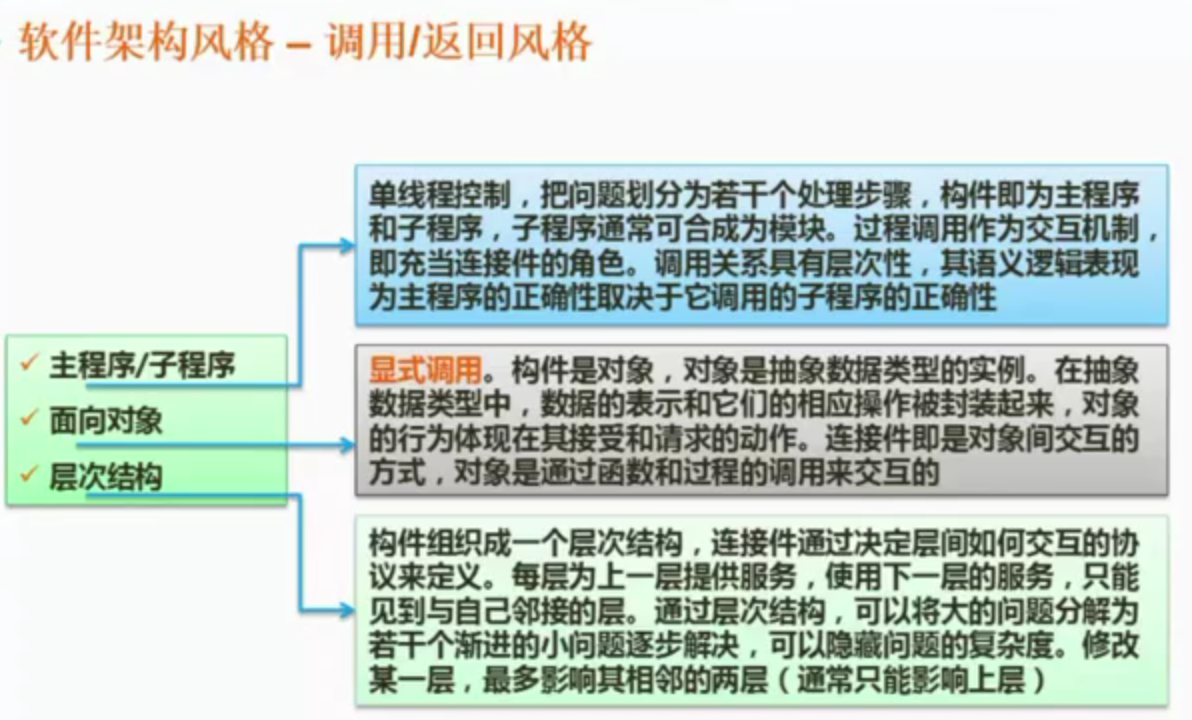 软件架构风格 – 调用/返回风格
单线程控制，把问题划分为若干个处理步骤，构件即为主程序
和子程序，子程序通常可合成为模块。过程调用作为交互机制，
即充当连接件的角色。调用关系具有层次性，其语义逻辑表现
为主程序的正确性取决于它调用的子程序的正确性
✓ 主程序/子程序
✓ 面向对象
✓ 层次结构
显式调用。构件是对象，对象是抽象数据类型的实例。在抽象
数据类型中，数据的表示和它们的相应操作被封装起来，对象
的行为体现在其接受和请求的动作。连接件即是对象间交互的
方式，对象是通过函数和过程的调用来交互的
构件组织成一个层次结构，连接件通过决定层间如何交互的协
议来定义。每层为上一层提供服务，使用下一层的服务，只能
见到与自己邻接的层。通过层次结构，可以将大的问题分解为
若干个渐进的小问题逐步解决，可以隐藏问题的复杂度。修改
某一层，最多影响其相邻的两层（通常只能影响上层）